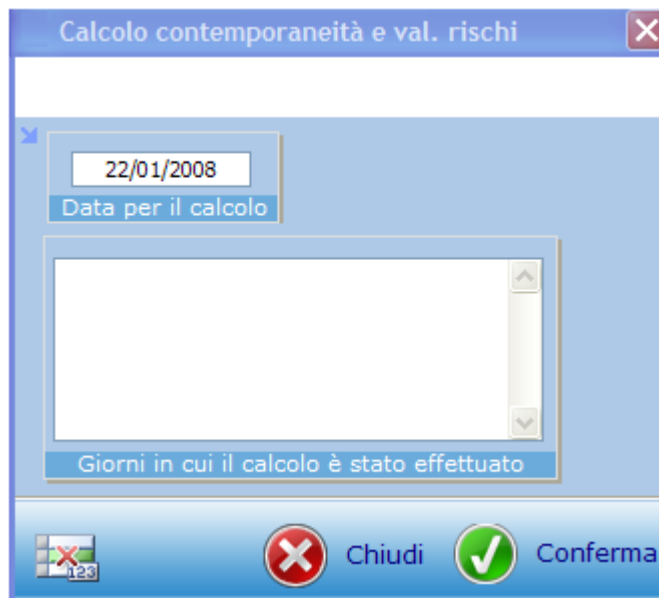 Calcolo contemporaneità e val. rischi
22/01/2008
Data per il calcolo
Giorni in cui il calcolo è stato effettuato
123
Chiudi
Conferma